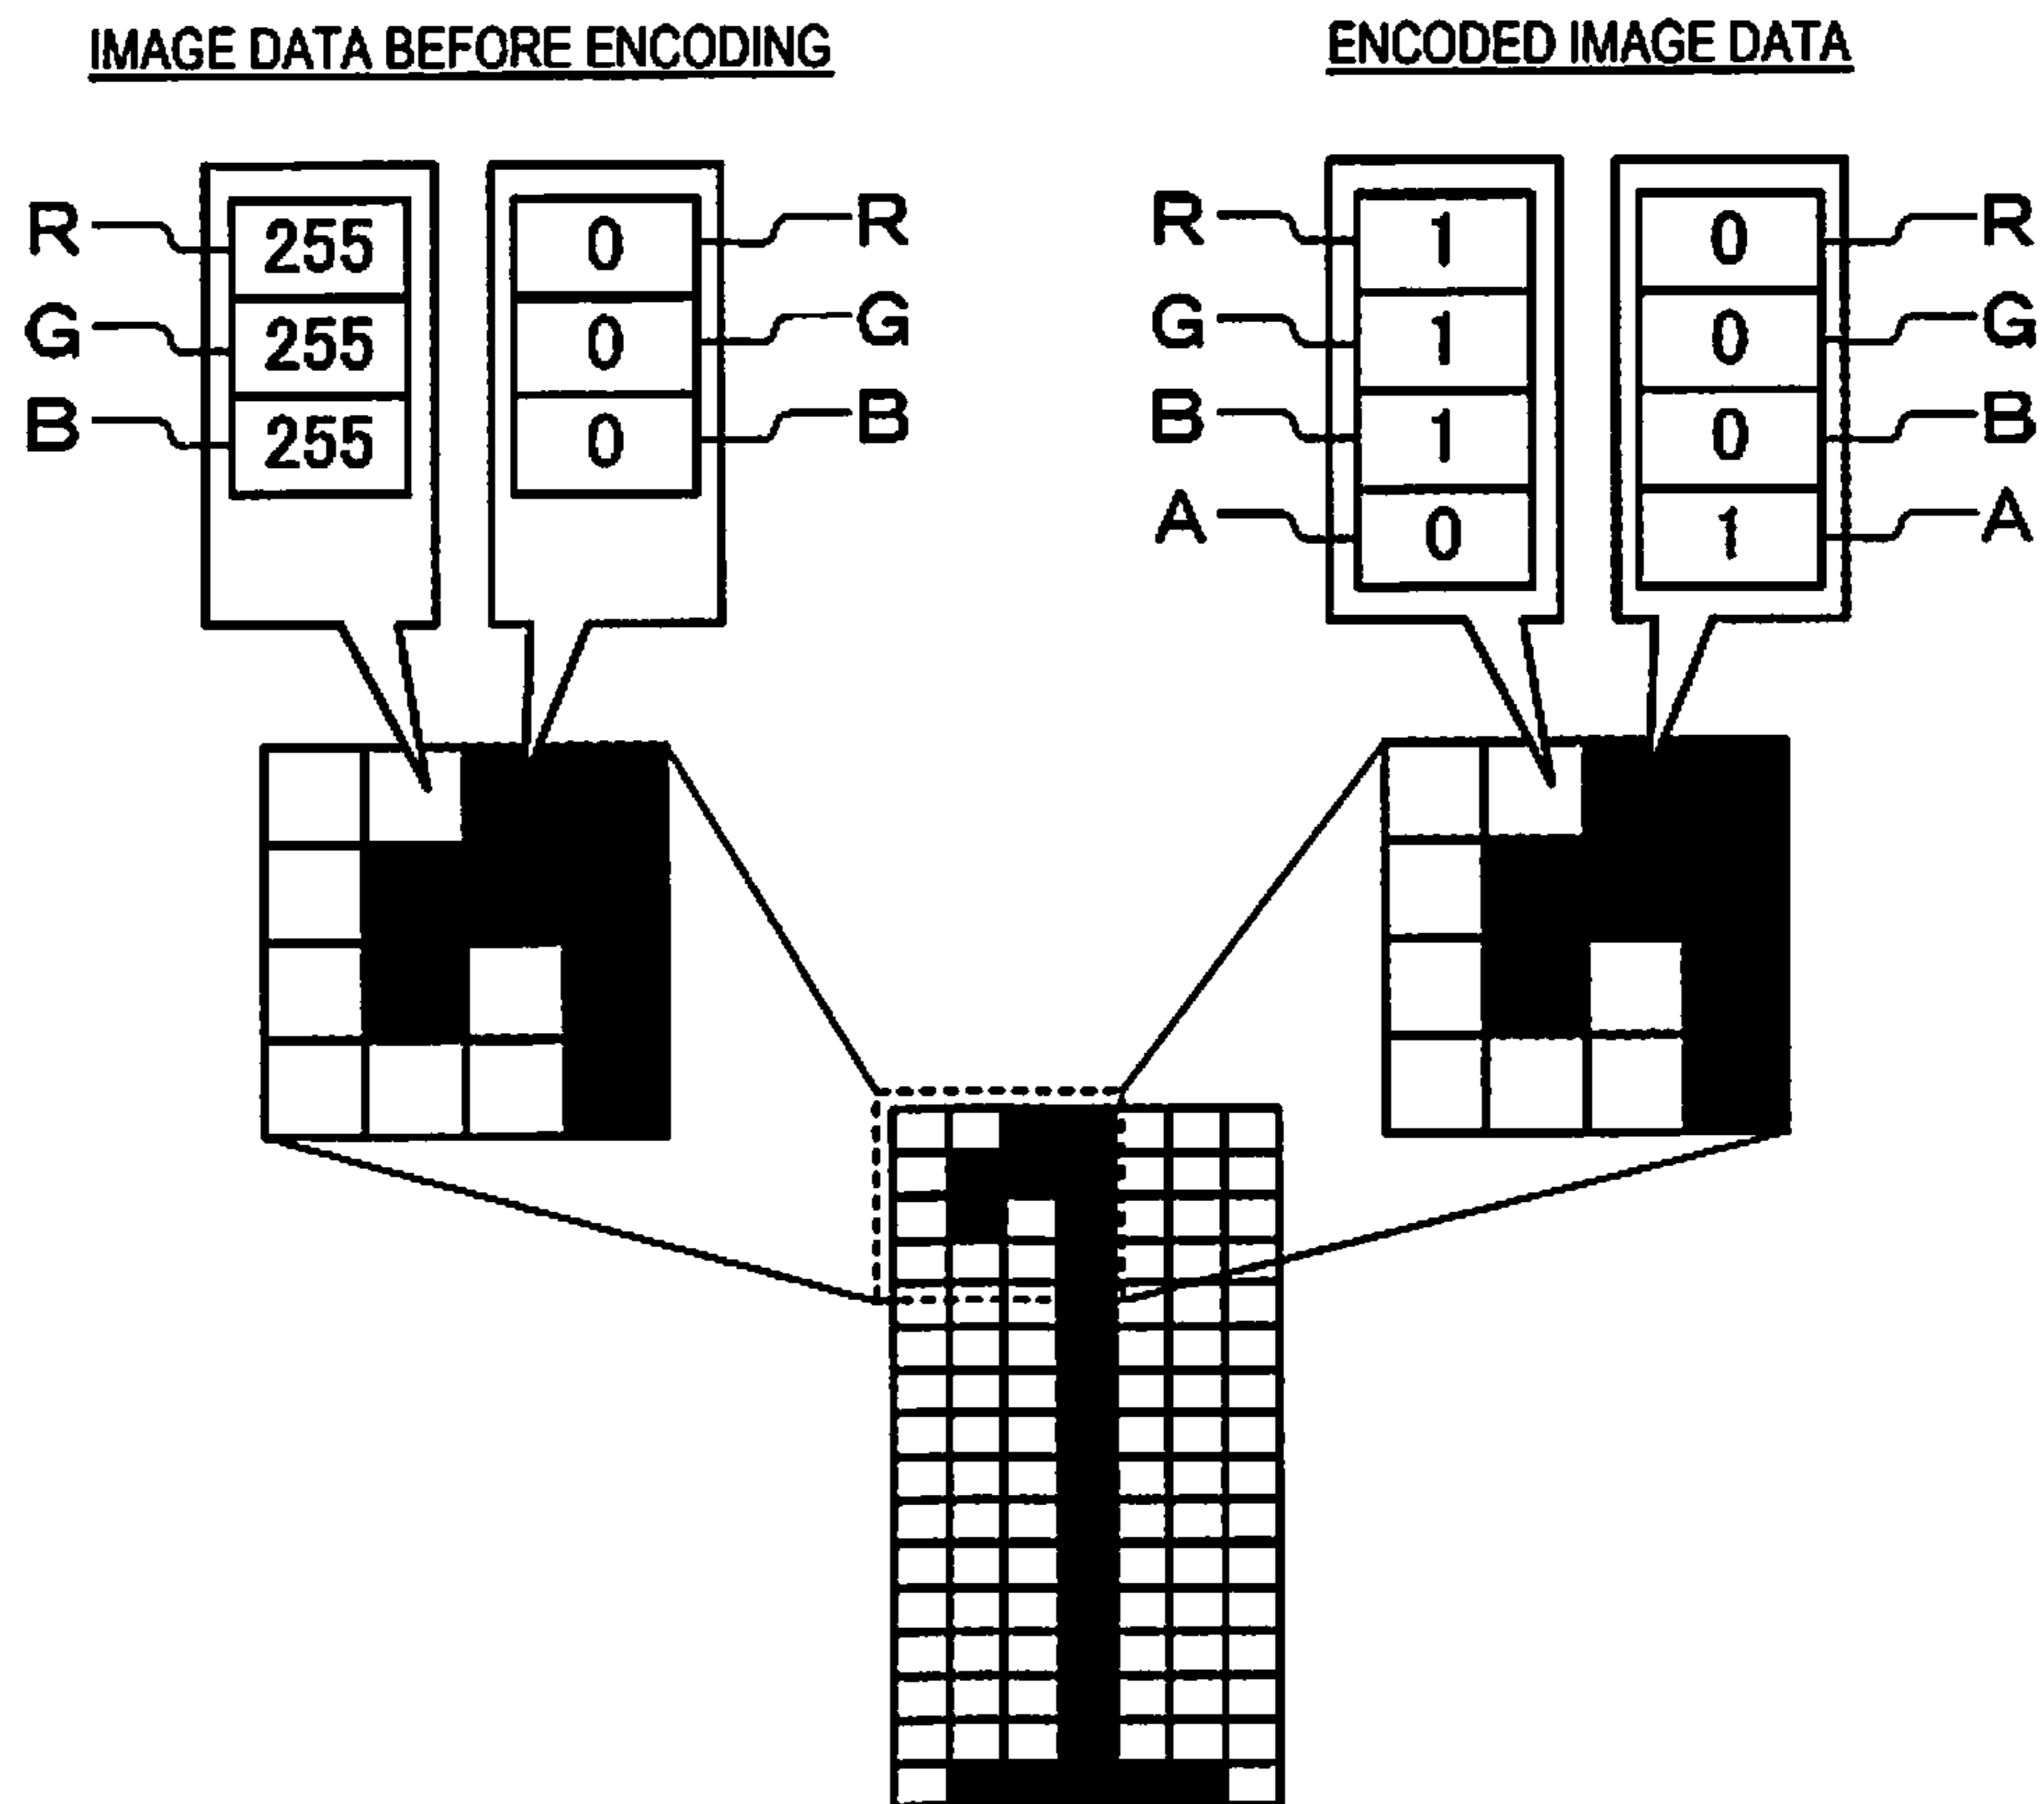 IMAGE DATA BEFORE ENCODING
ENCODED IMAGE DATA
R 255 0 R
G 255 0 G
B 255 0 B
R 1 0 R
G 1 0 G
B 1 0 B
A 0 1 A